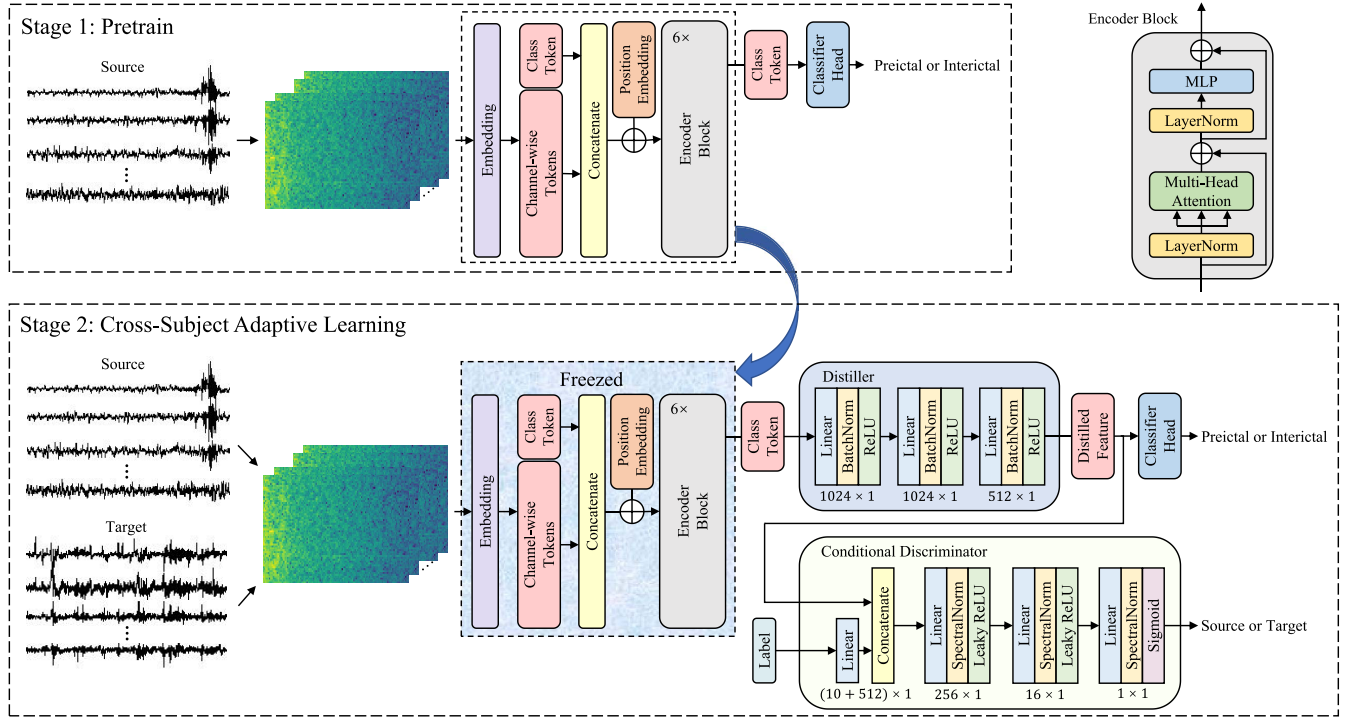 Stage 1: Pretrain
Source
Embedding
Class
Token
Channel-wise
Tokens
Concatenate
Position
Embedding
6×
Encoder
Block
Class
Token
Classifier
Head
Preictal or Interictal
Encoder Block
MLP
LayerNorm
Multi-Head
Attention
LayerNorm
Stage 2: Cross-Subject Adaptive Learning
Source
Target
Freezed
Embedding
Class
Token
Channel-wise
Tokens
Concatenate
Position
Embedding
6×
Encoder
Block
Class
Token
Distiller
Linear
BatchNorm
ReLU
1024 × 1
Linear
BatchNorm
ReLU
1024 × 1
Linear
BatchNorm
ReLU
512 × 1
Distilled
Feature
Classifier
Head
Preictal or Interictal
Conditional Discriminator
Label
Linear
Concatenate
(10 + 512) × 1
Linear
SpectralNorm
Leaky ReLU
256 × 1
Linear
SpectralNorm
Leaky ReLU
16 × 1
Linear
SpectralNorm
Sigmoid
1 × 1
Source or Target